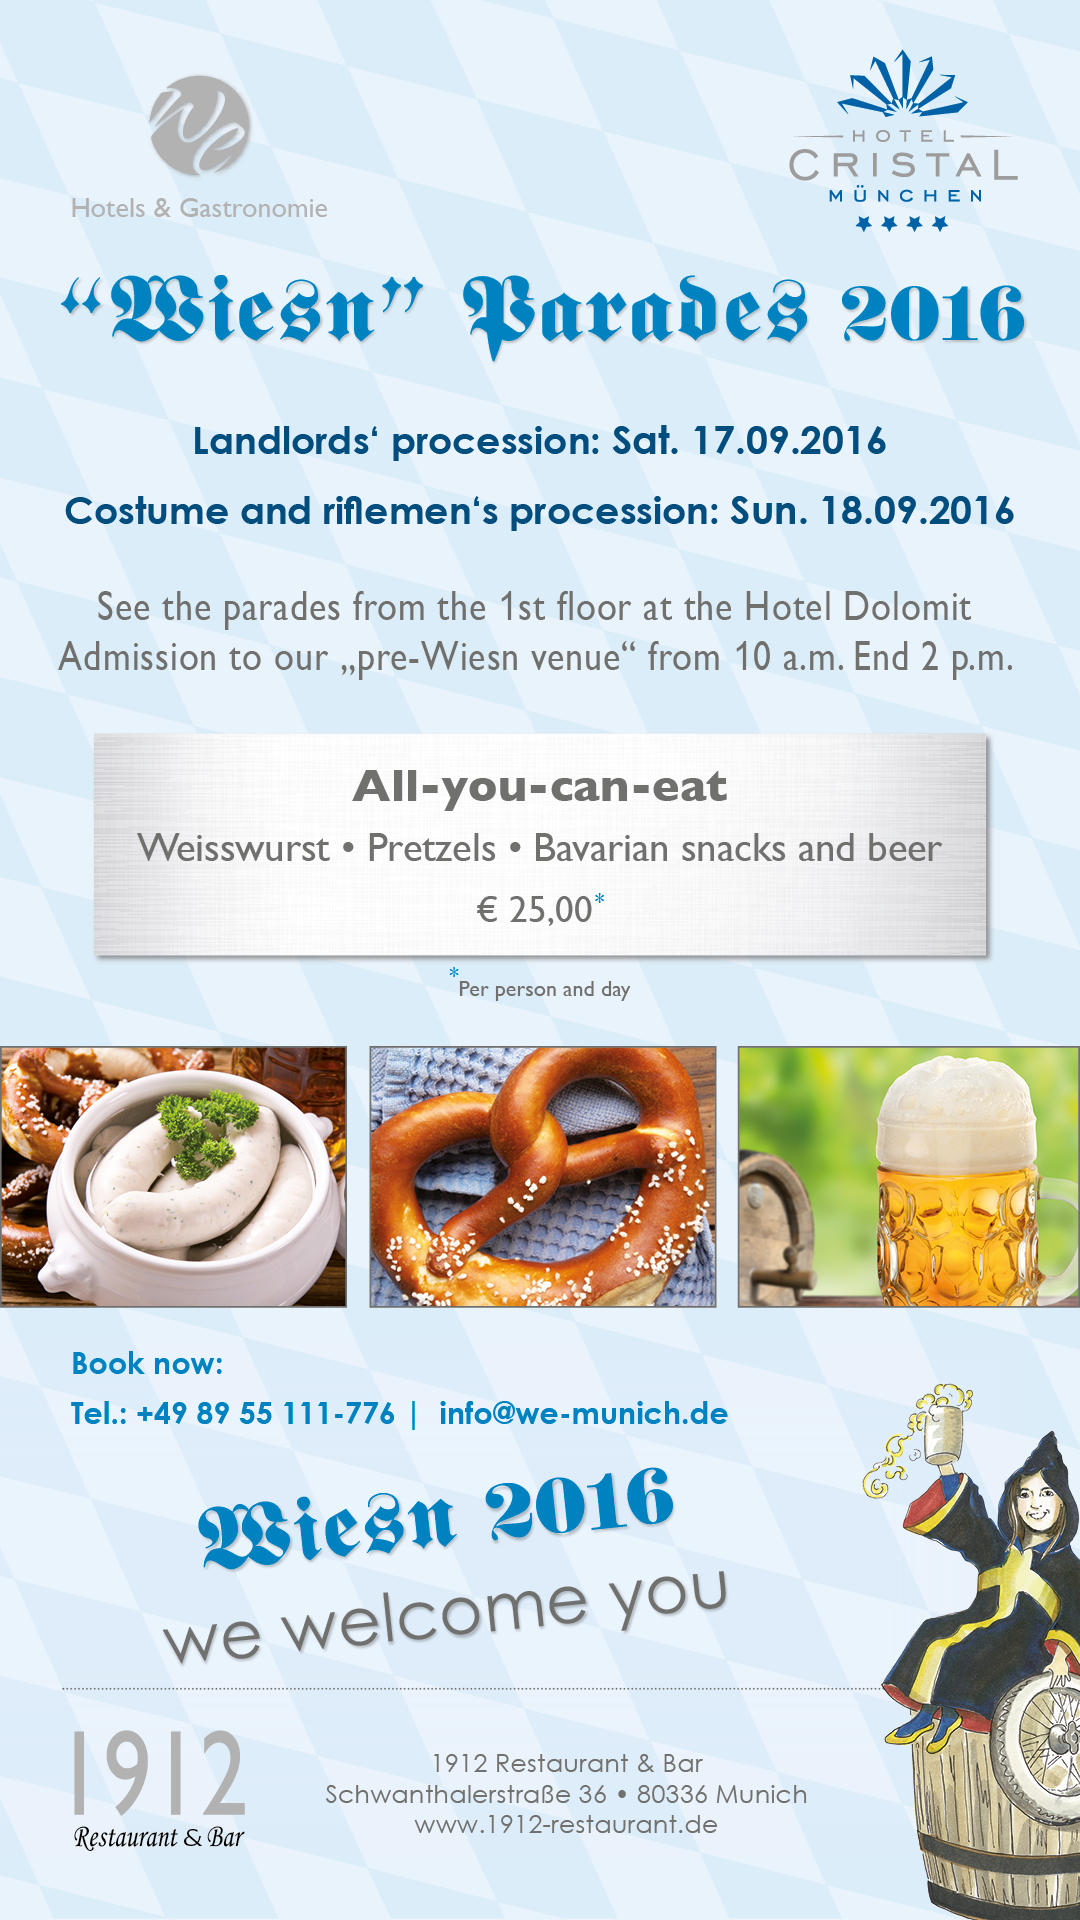 We
Hotels & Gastronomie
HOTEL
CRISTAL
MÜNCHEN
“Wiesn” Parades 2016
Landlords‘ procession: Sat. 17.09.2016
Costume and riflemen‘s procession: Sun. 18.09.2016
See the parades from the 1st floor at the Hotel Dolomit
Admission to our „pre-Wiesn venue“ from 10 a.m. End 2 p.m.
All-you-can-eat
Weisswurst • Pretzels • Bavarian snacks and beer
€ 25,00*
*Per person and day
Book now:
Tel.: +49 89 55 111-776 | info@we-munich.de
Wiesn 2016
we welcome you
1912
Restaurant & Bar
1912 Restaurant & Bar
Schwanthalerstraße 36 • 80336 Munich
www.1912-restaurant.de